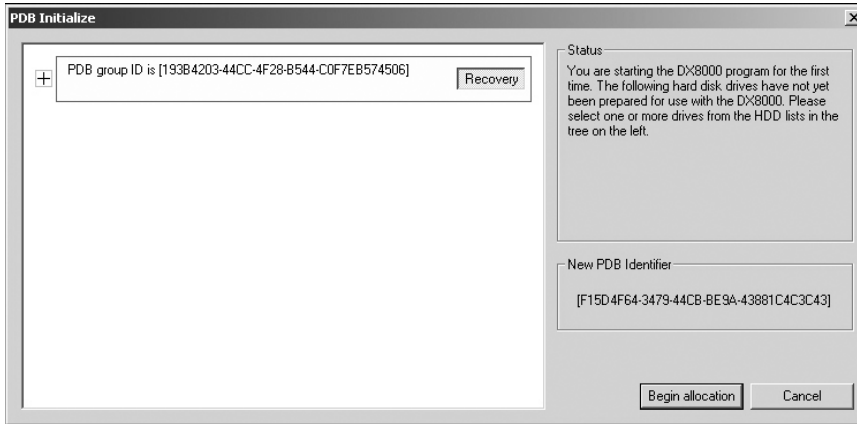 PDB Initialize
PDB group ID is [193B4203-44CC-4F28-B544-C0F7EB574506]
Recovery
Status
You are starting the DX8000 program for the first
time. The following hard disk drives have not yet
been prepared for use with the DX8000. Please
select one or more drives from the HDD lists in the
tree on the left.
New PDB Identifier
[F15D4F64-3479-44CB-BE9A-43881C4C3C43]
Begin allocation
Cancel